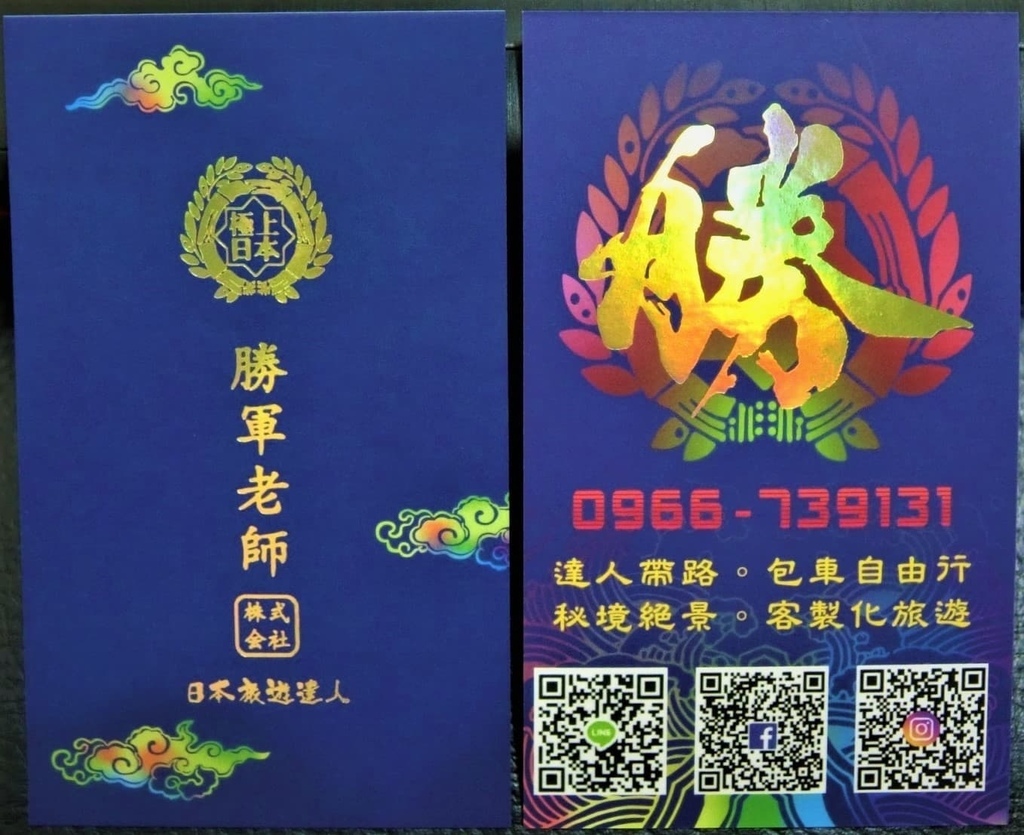 極上
日本
勝軍老師
株式
会社
日本旅遊達人
勝
0966-739131
達人帶路。包車自由行
秘境絕景。客製化旅遊
LINE